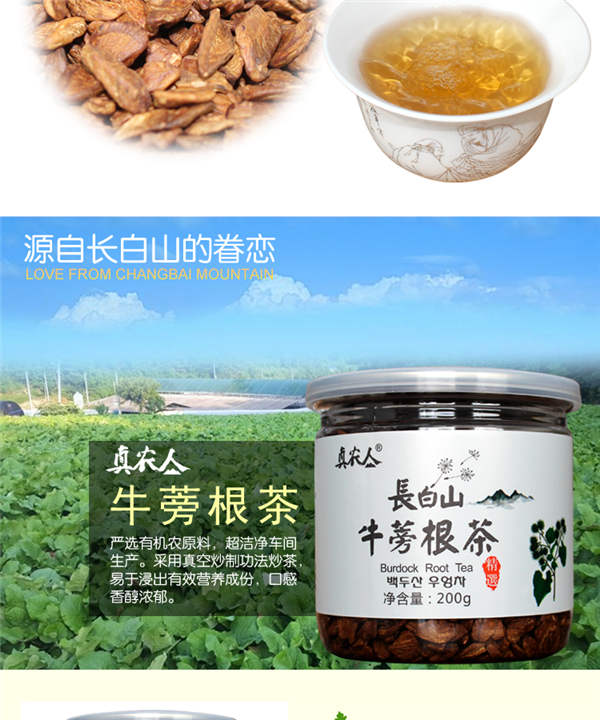 源自长白山的眷恋
LOVE FROM CHANGBAI MOUNTAIN
真农人
牛蒡根茶
严选有机农原料，超洁净车间
生产。采用真空炒制功法炒茶，
易于浸出有效营养成份，口感
香醇浓郁。
真农人®
長白山
牛蒡根茶
Burdock Root Tea
백두산 우엉차
精選
净含量：200g